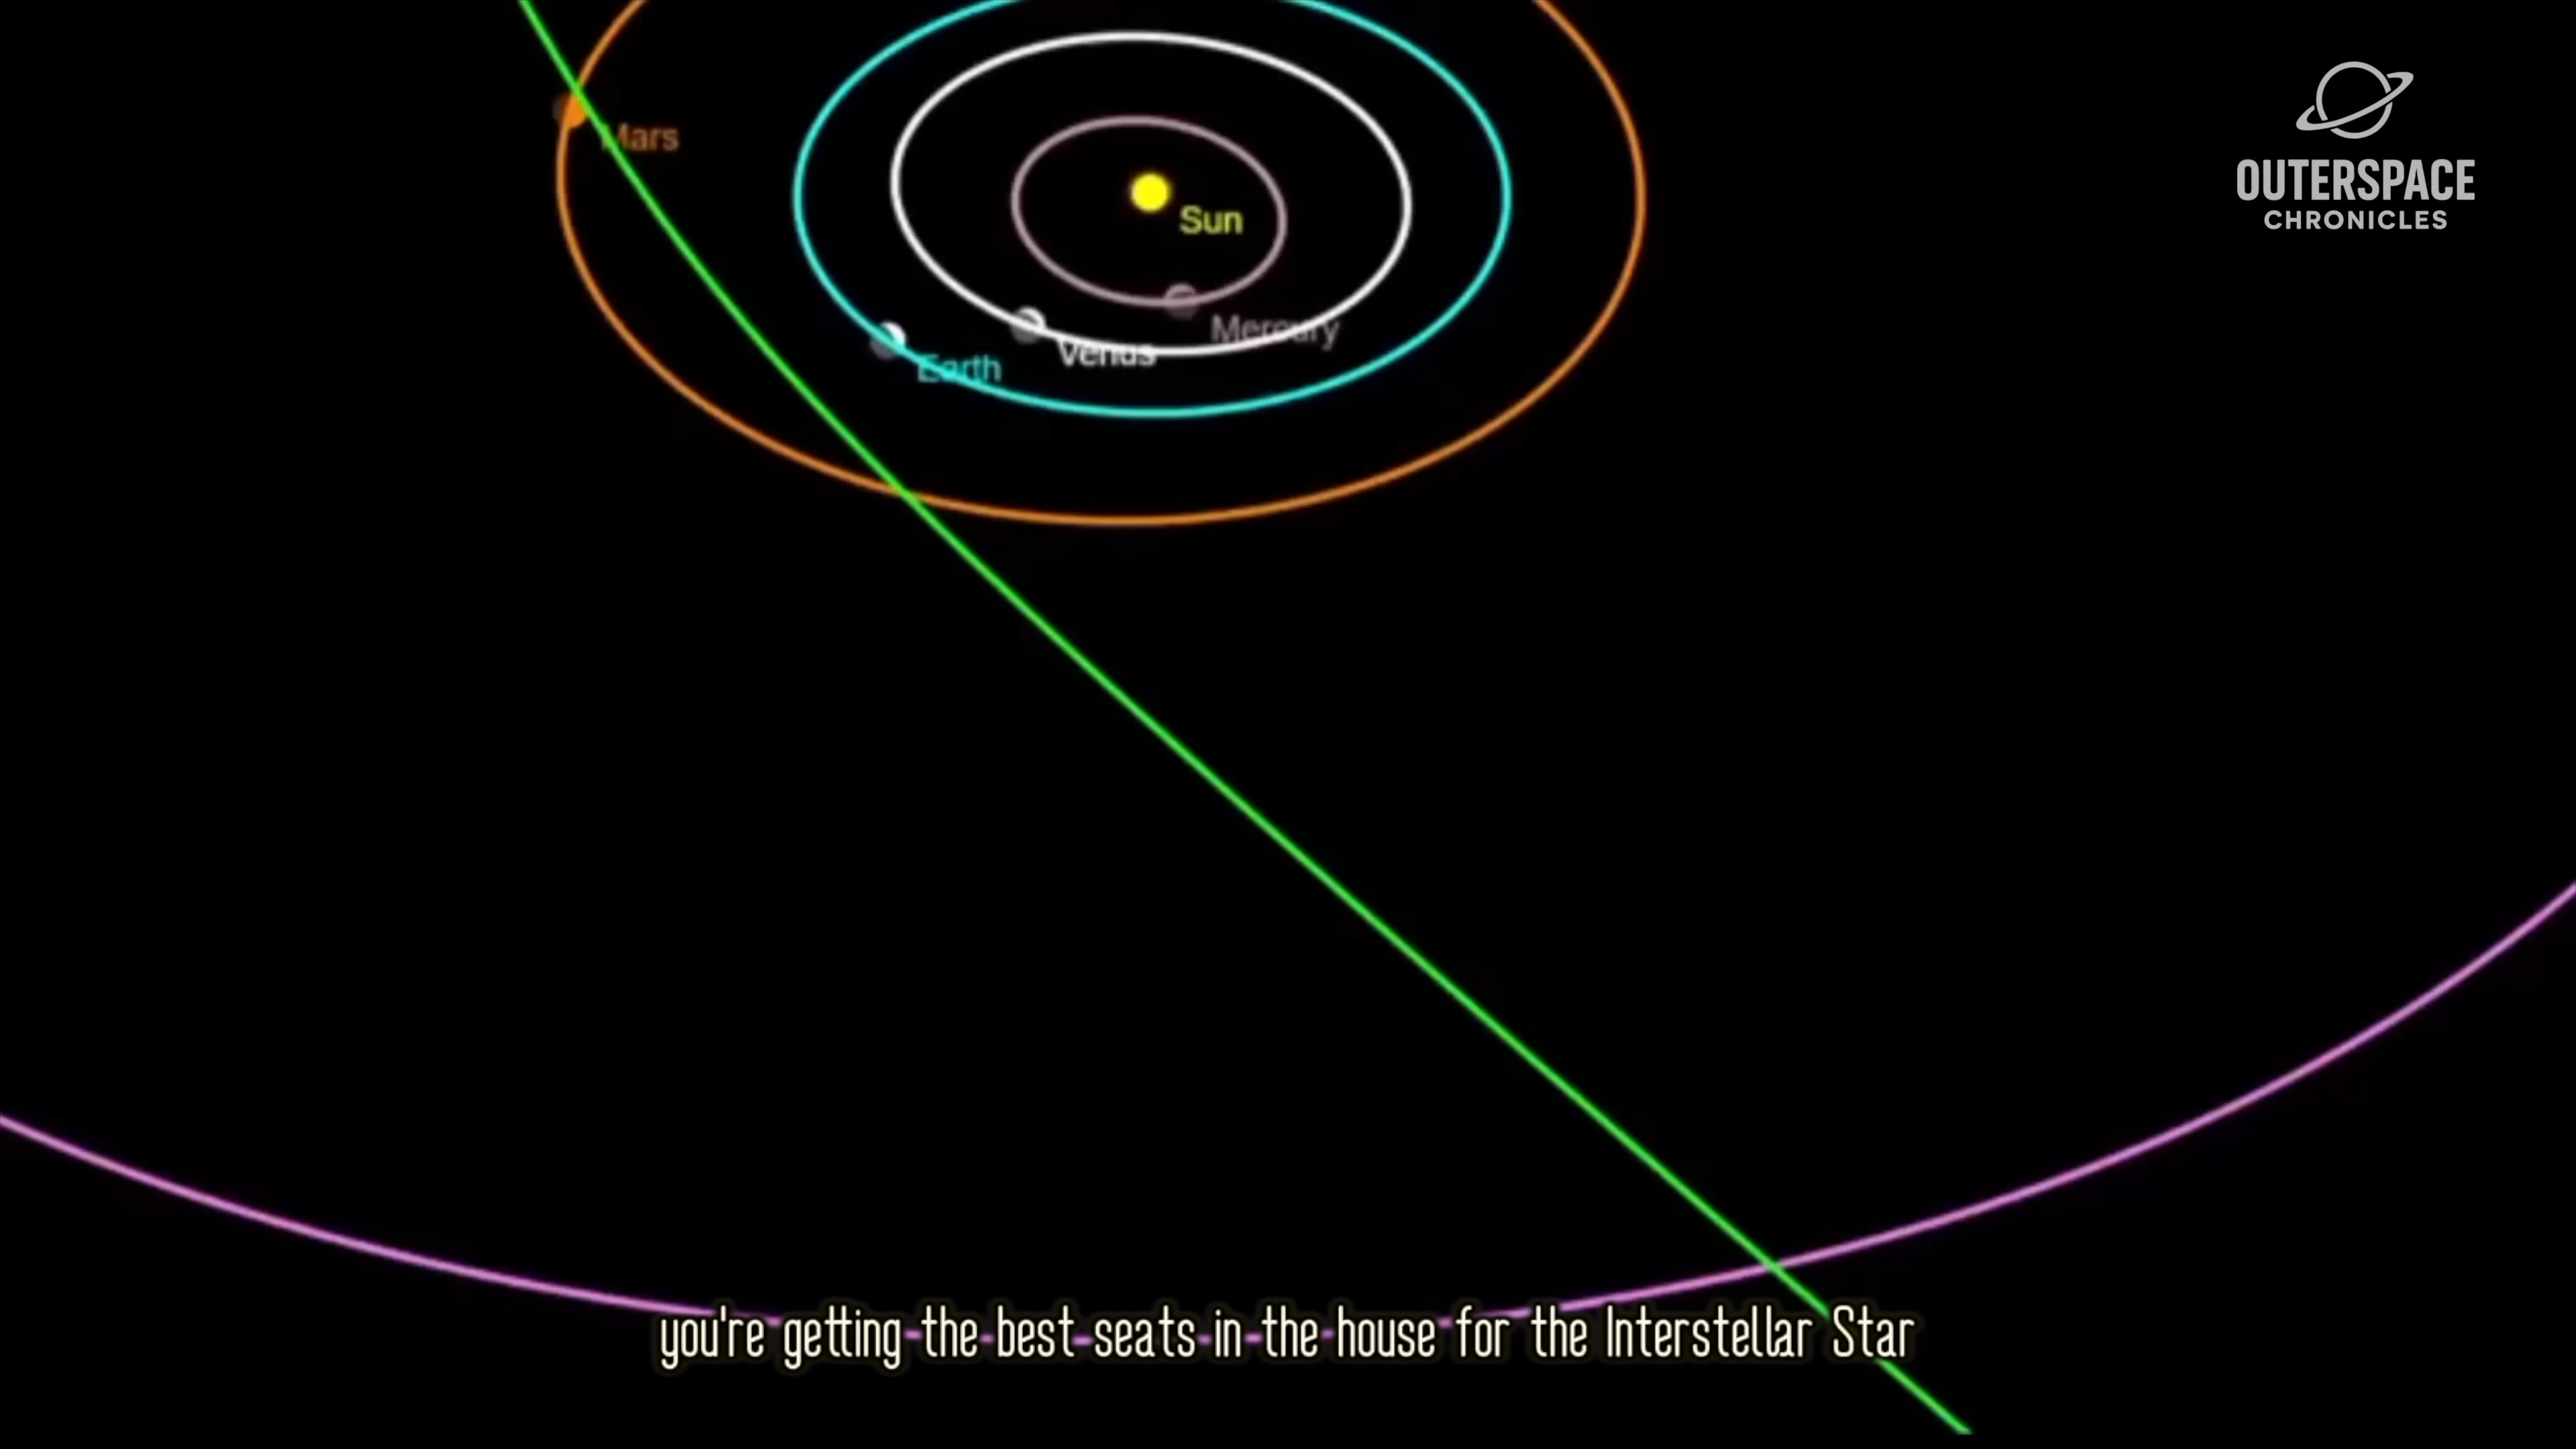 OUTERSPACE
CHRONICLES
Mars
Sun
Mercury
Venus
Earth
you're getting the best seats in the house for the Interstellar Star